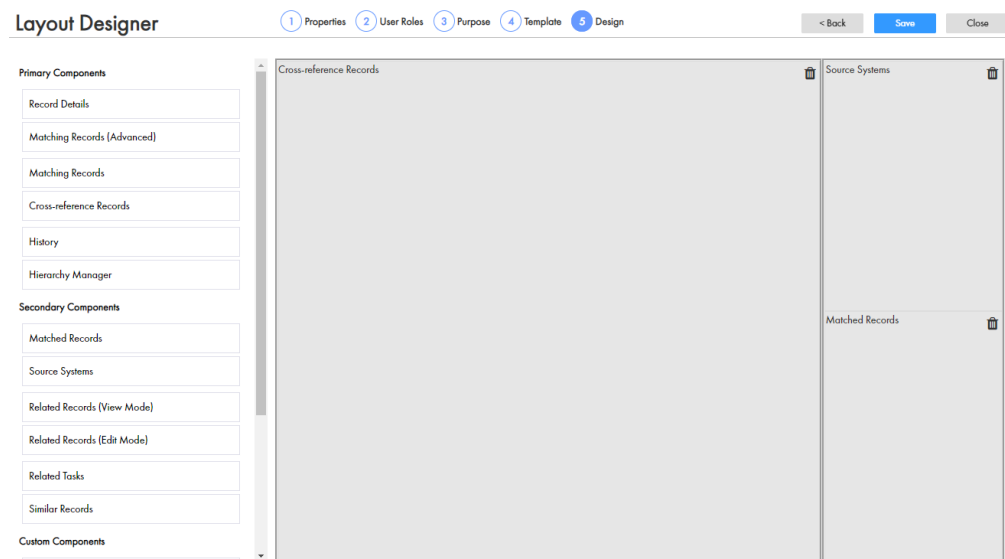 Layout Designer
1 Properties 2 User Roles 3 Purpose 4 Template 5 Design
< Back Save Close
Primary Components
Record Details
Matching Records (Advanced)
Matching Records
Cross-reference Records
History
Hierarchy Manager
Secondary Components
Matched Records
Source Systems
Related Records (View Mode)
Related Records (Edit Mode)
Related Tasks
Similar Records
Custom Components
Cross-reference Records
Source Systems
Matched Records